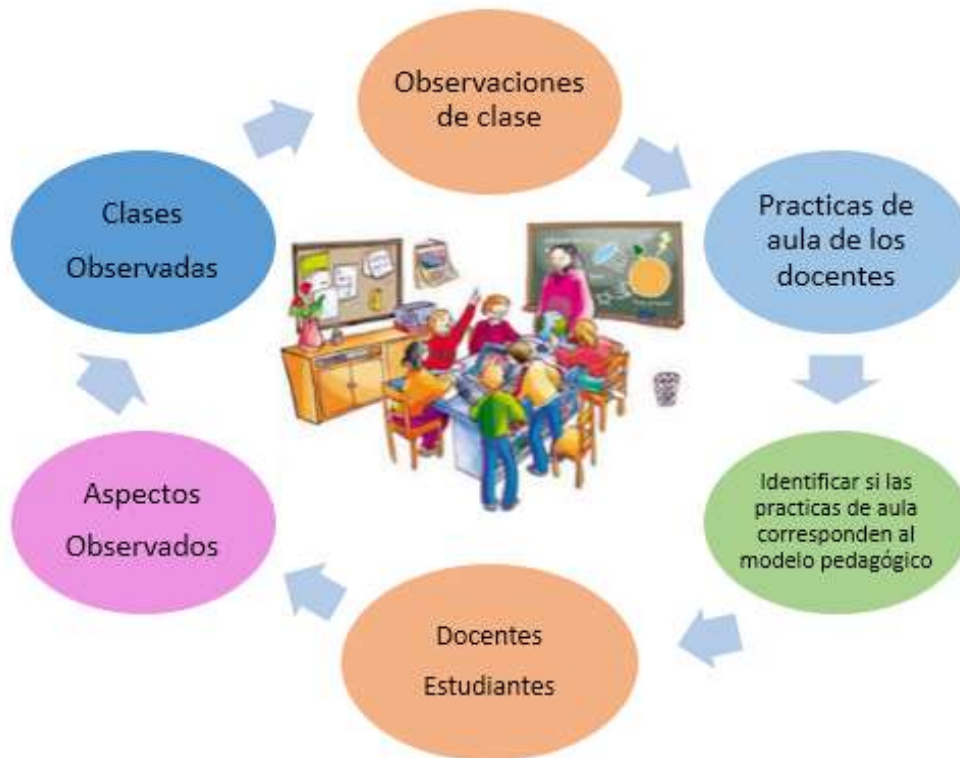 Observaciones
de clase
Practicas de
aula de los
docentes
Identificar si las
practicas de aula
corresponden al
modelo pedagógico
Docentes
Estudiantes
Aspectos
Observados
Clases
Observadas